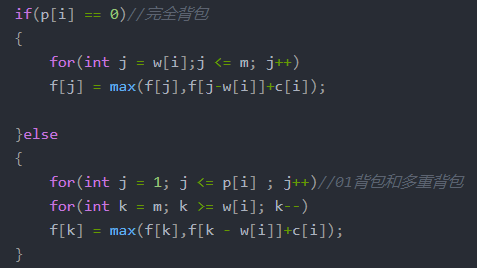 if(p[i] == 0)//完全背包
{
for(int j = w[i];j <= m; j++)
f[j] = max(f[j],f[j-w[i]]+c[i]);
}else
{
for(int j = 1; j <= p[i] ; j++)//01背包和多重背包
for(int k = m; k >= w[i]; k--)
f[k] = max(f[k],f[k - w[i]]+c[i]);
}